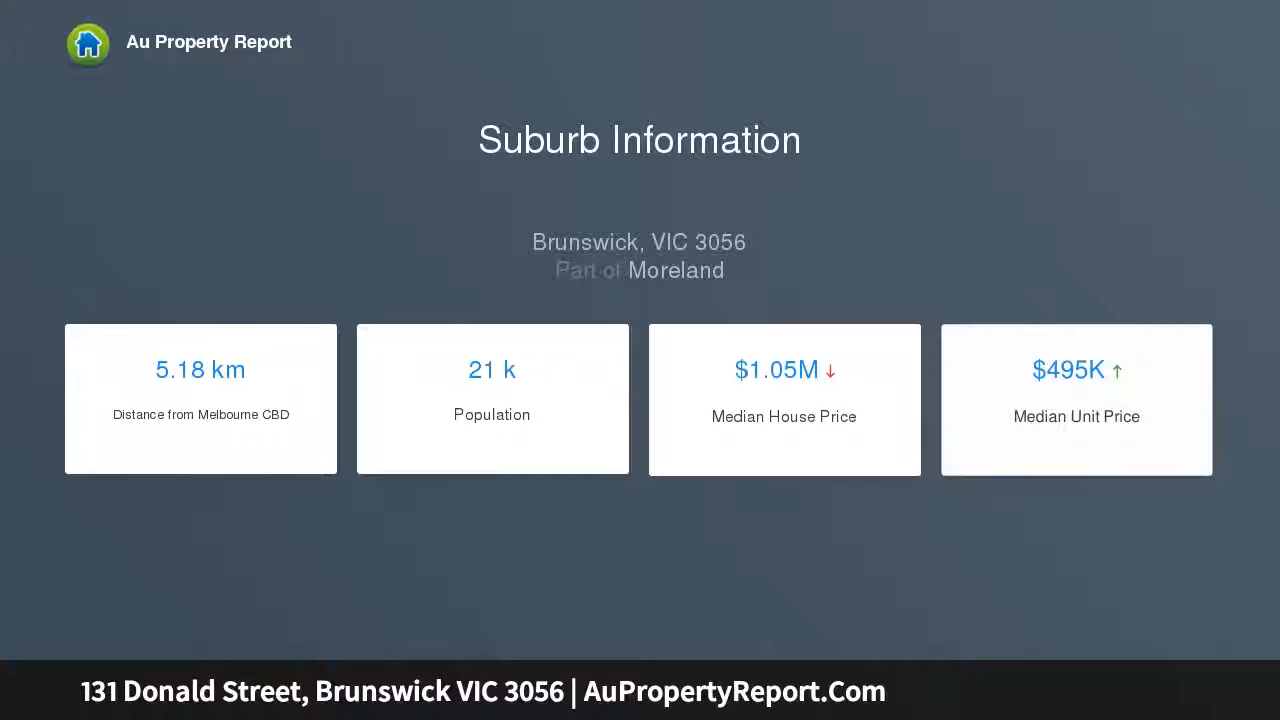 Au Property Report
Suburb Information
Brunswick, VIC 3056
Part of Moreland
5.18 km
Distance from Melbourne CBD
21 k
Population
$1.05M ↓
Median House Price
$495K ↑
Median Unit Price
131 Donald Street, Brunswick VIC 3056 | AuPropertyReport.Com